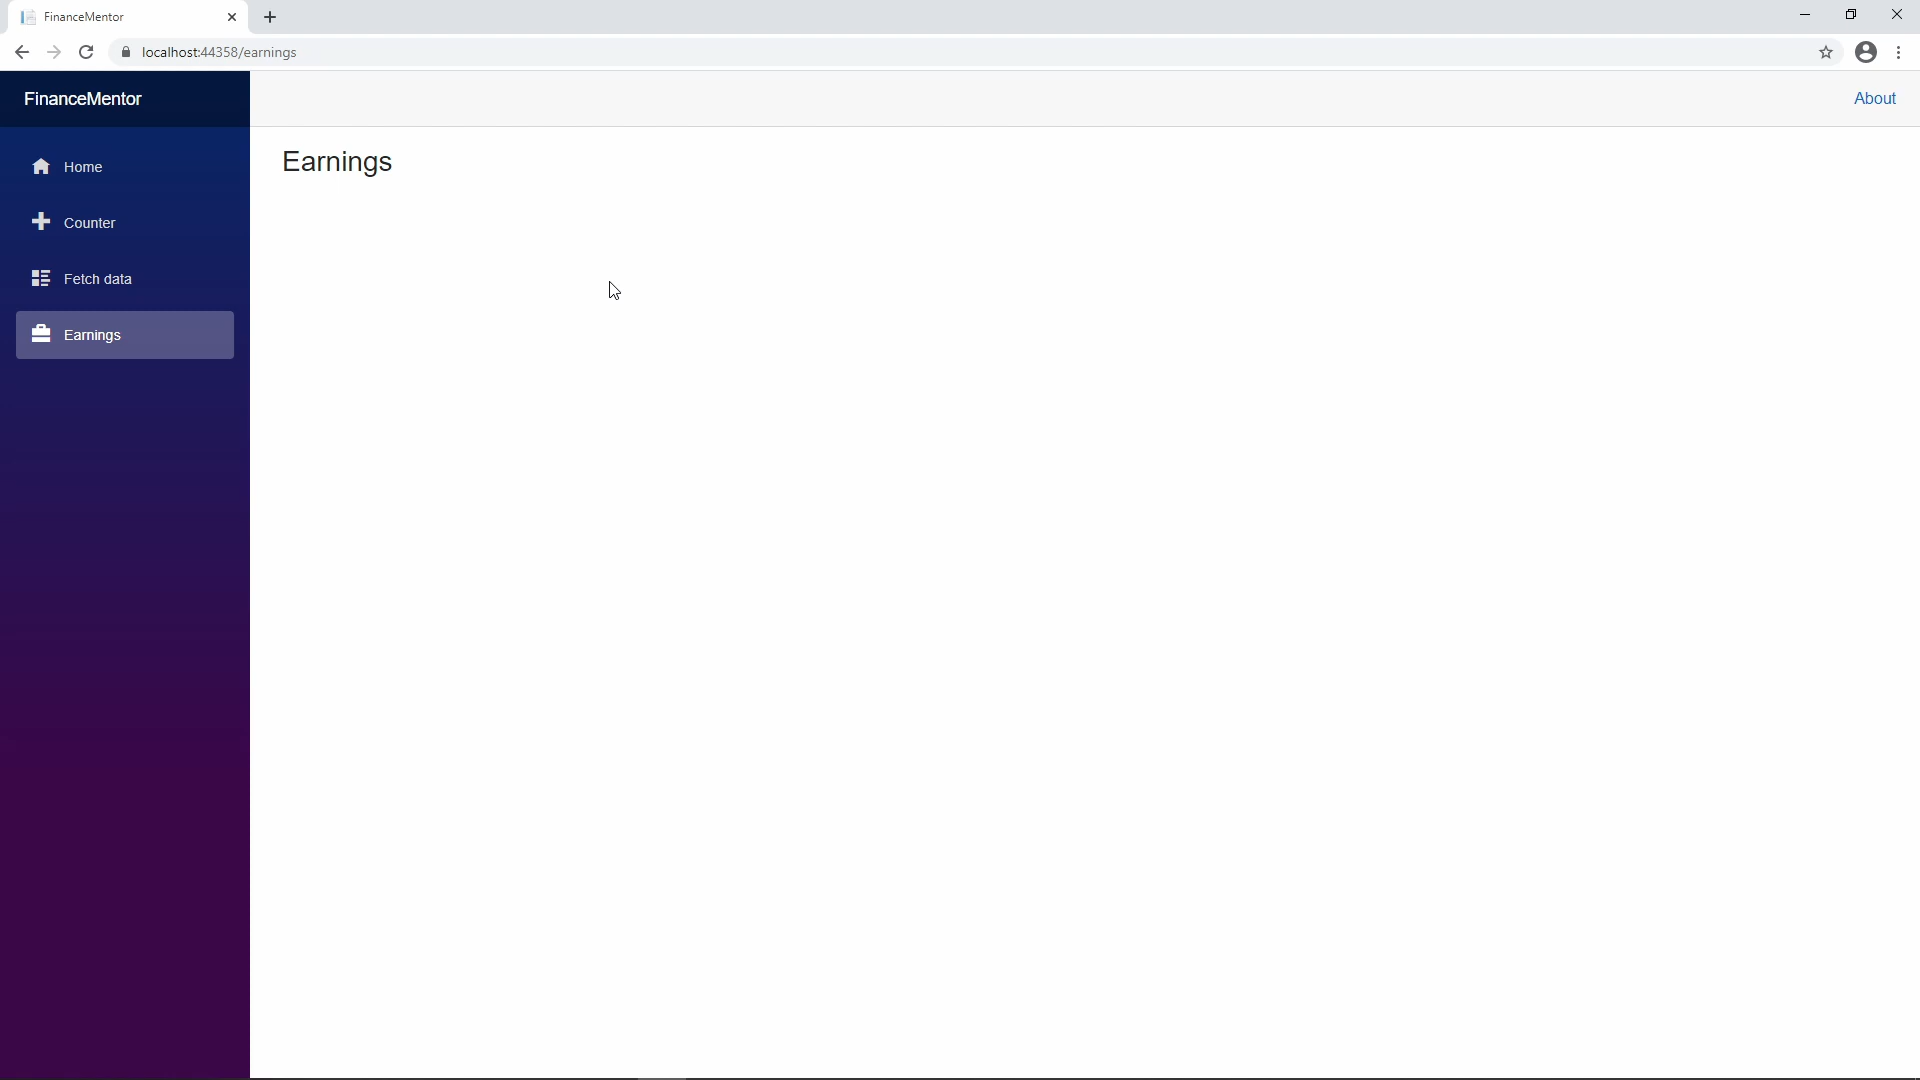 FinanceMentor
localhost:44358/earnings
FinanceMentor
About
Home
Counter
Fetch data
Earnings
Earnings